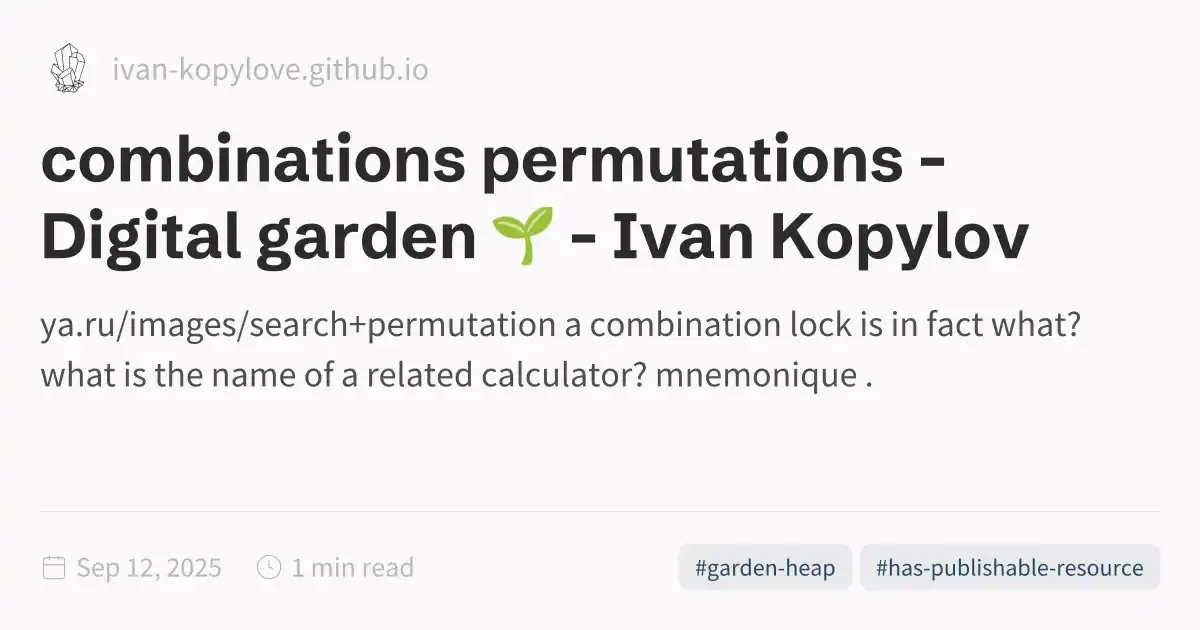 ivan-kopylove.github.io
combinations permutations -
Digital garden 🌱 - Ivan Kopylov
ya.ru/images/search+permutation a combination lock is in fact what?
what is the name of a related calculator? mnemonique .
Sep 12, 2025
1 min read
#garden-heap
#has-publishable-resource